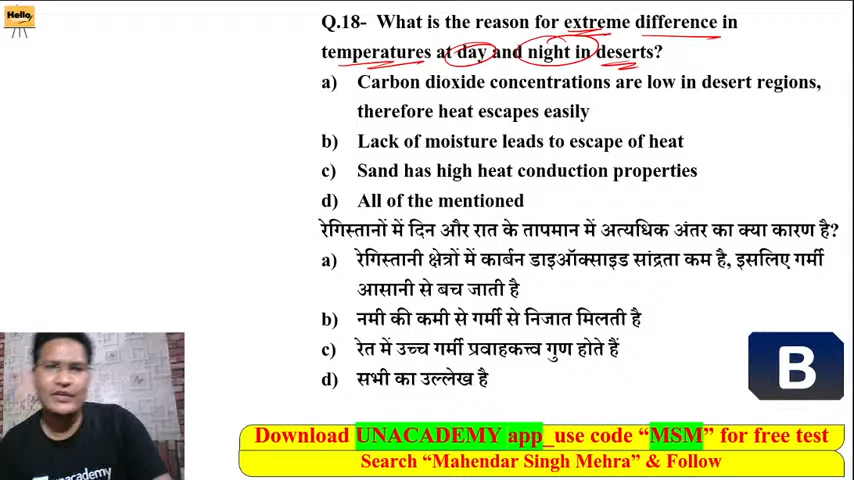 Hello
Q.18- What is the reason for extreme difference in
temperatures at day and night in deserts?
a) Carbon dioxide concentrations are low in desert regions,
therefore heat escapes easily
b) Lack of moisture leads to escape of heat
c) Sand has high heat conduction properties
d) All of the mentioned
रेगिस्तानों में दिन और रात के तापमान में अत्यधिक अंतर का क्या कारण है?
a) रेगिस्तानी क्षेत्रों में कार्बन डाइऑक्साइड सांद्रता कम है, इसलिए गर्मी
आसानी से बच जाती है
b) नमी की कमी से गर्मी से निजात मिलती है
c) रेत में उच्च गर्मी प्रवाहकत्त्व गुण होते हैं
d) सभी का उल्लेख है
B
unacademy
Download UNACADEMY app_use code “MSM” for free test
Search “Mahendar Singh Mehra” & Follow